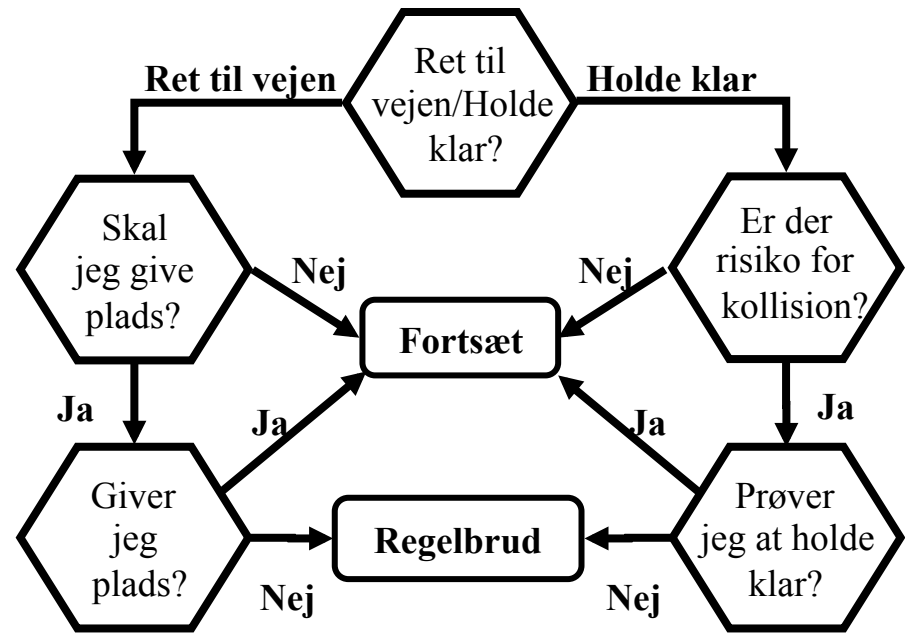 Ret til
vejen/Holde
klar?
Ret til vejen
Holde klar
Skal
jeg give
plads?
Nej
Nej
Er der
risiko for
kollision?
Fortsæt
Ja
Ja
Ja
Ja
Giver
jeg
plads?
Regelbrud
Prøver
jeg at holde
klar?
Nej
Nej